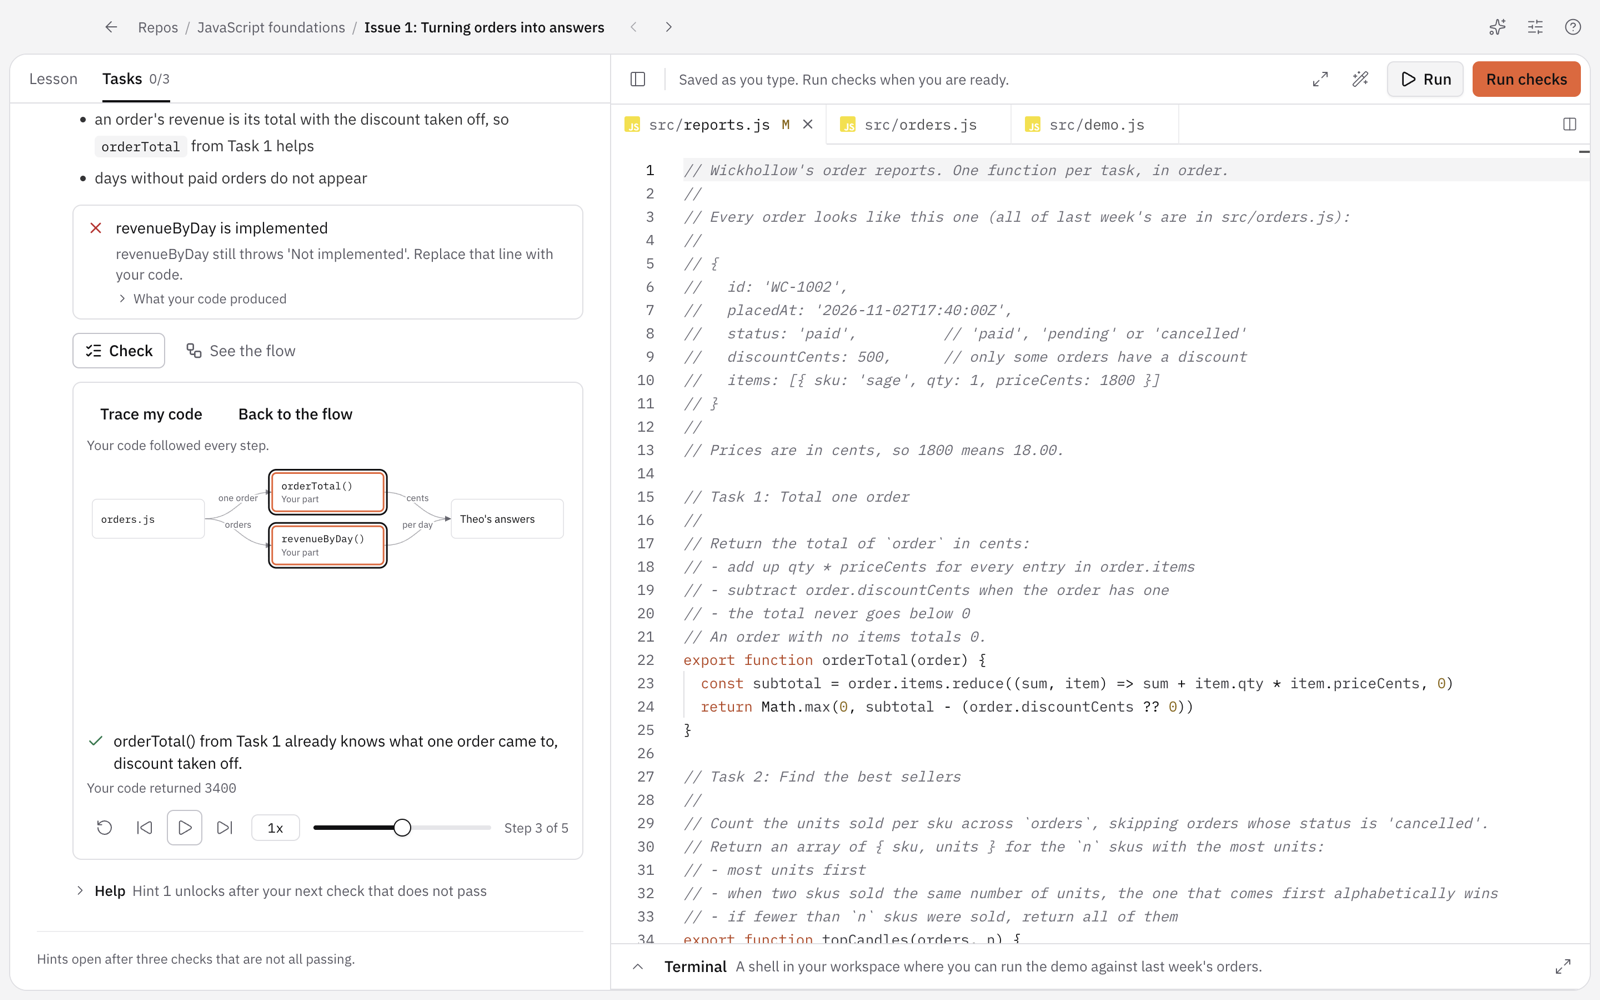 Repos / JavaScript foundations / Issue 1: Turning orders into answers
Lesson
Tasks 0/3
an order's revenue is its total with the discount taken off, so
orderTotal from Task 1 helps
days without paid orders do not appear
revenueByDay is implemented
revenueByDay still throws 'Not implemented'. Replace that line with
your code.
What your code produced
Check
See the flow
Trace my code
Back to the flow
Your code followed every step.
orders.js
one order
orders
orderTotal()
Your part
revenueByDay()
Your part
cents
per day
Theo's answers
orderTotal() from Task 1 already knows what one order came to,
discount taken off.
Your code returned 3400
1x
Step 3 of 5
Help Hint 1 unlocks after your next check that does not pass
Hints open after three checks that are not all passing.
Saved as you type. Run checks when you are ready.
Run
Run checks
JS src/reports.js M
JS src/orders.js
JS src/demo.js
1 // Wickhollow's order reports. One function per task, in order.
2 //
3 // Every order looks like this one (all of last week's are in src/orders.js):
4 //
5 // {
6 //   id: 'WC-1002',
7 //   placedAt: '2026-11-02T17:40:00Z',
8 //   status: 'paid',          // 'paid', 'pending' or 'cancelled'
9 //   discountCents: 500,      // only some orders have a discount
10 //   items: [{ sku: 'sage', qty: 1, priceCents: 1800 }]
11 // }
12 //
13 // Prices are in cents, so 1800 means 18.00.
14
15 // Task 1: Total one order
16 //
17 // Return the total of `order` in cents:
18 // - add up qty * priceCents for every entry in order.items
19 // - subtract order.discountCents when the order has one
20 // - the total never goes below 0
21 // An order with no items totals 0.
22 export function orderTotal(order) {
23   const subtotal = order.items.reduce((sum, item) => sum + item.qty * item.priceCents, 0)
24   return Math.max(0, subtotal - (order.discountCents ?? 0))
25 }
26
27 // Task 2: Find the best sellers
28 //
29 // Count the units sold per sku across `orders`, skipping orders whose status is 'cancelled'.
30 // Return an array of { sku, units } for the `n` skus with the most units:
31 // - most units first
32 // - when two skus sold the same number of units, the one that comes first alphabetically wins
33 // - if fewer than `n` skus were sold, return all of them
34 export function topCandles(orders, n) {
Terminal A shell in your workspace where you can run the demo against last week's orders.